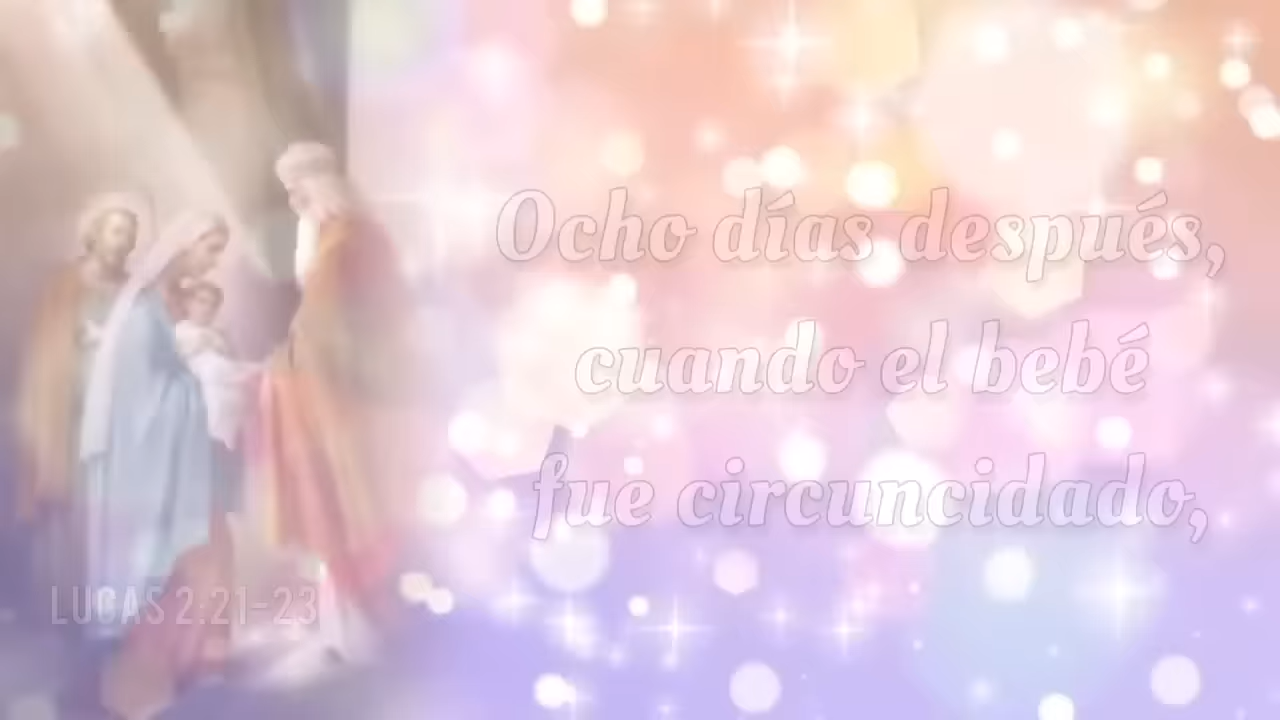 Ocho días después,
cuando el bebé
fue circuncidado,
LUCAS 2:21-23